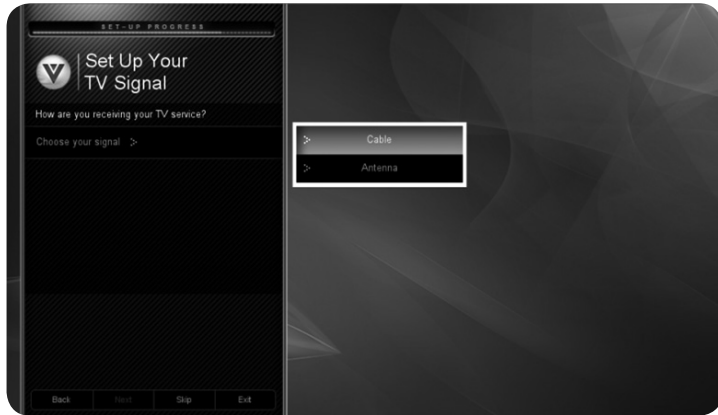 SET-UP PROGRESS
Set Up Your
TV Signal
How are you receiving your TV service?
Choose your signal >
> Cable
> Antenna
Back Next Skip Exit